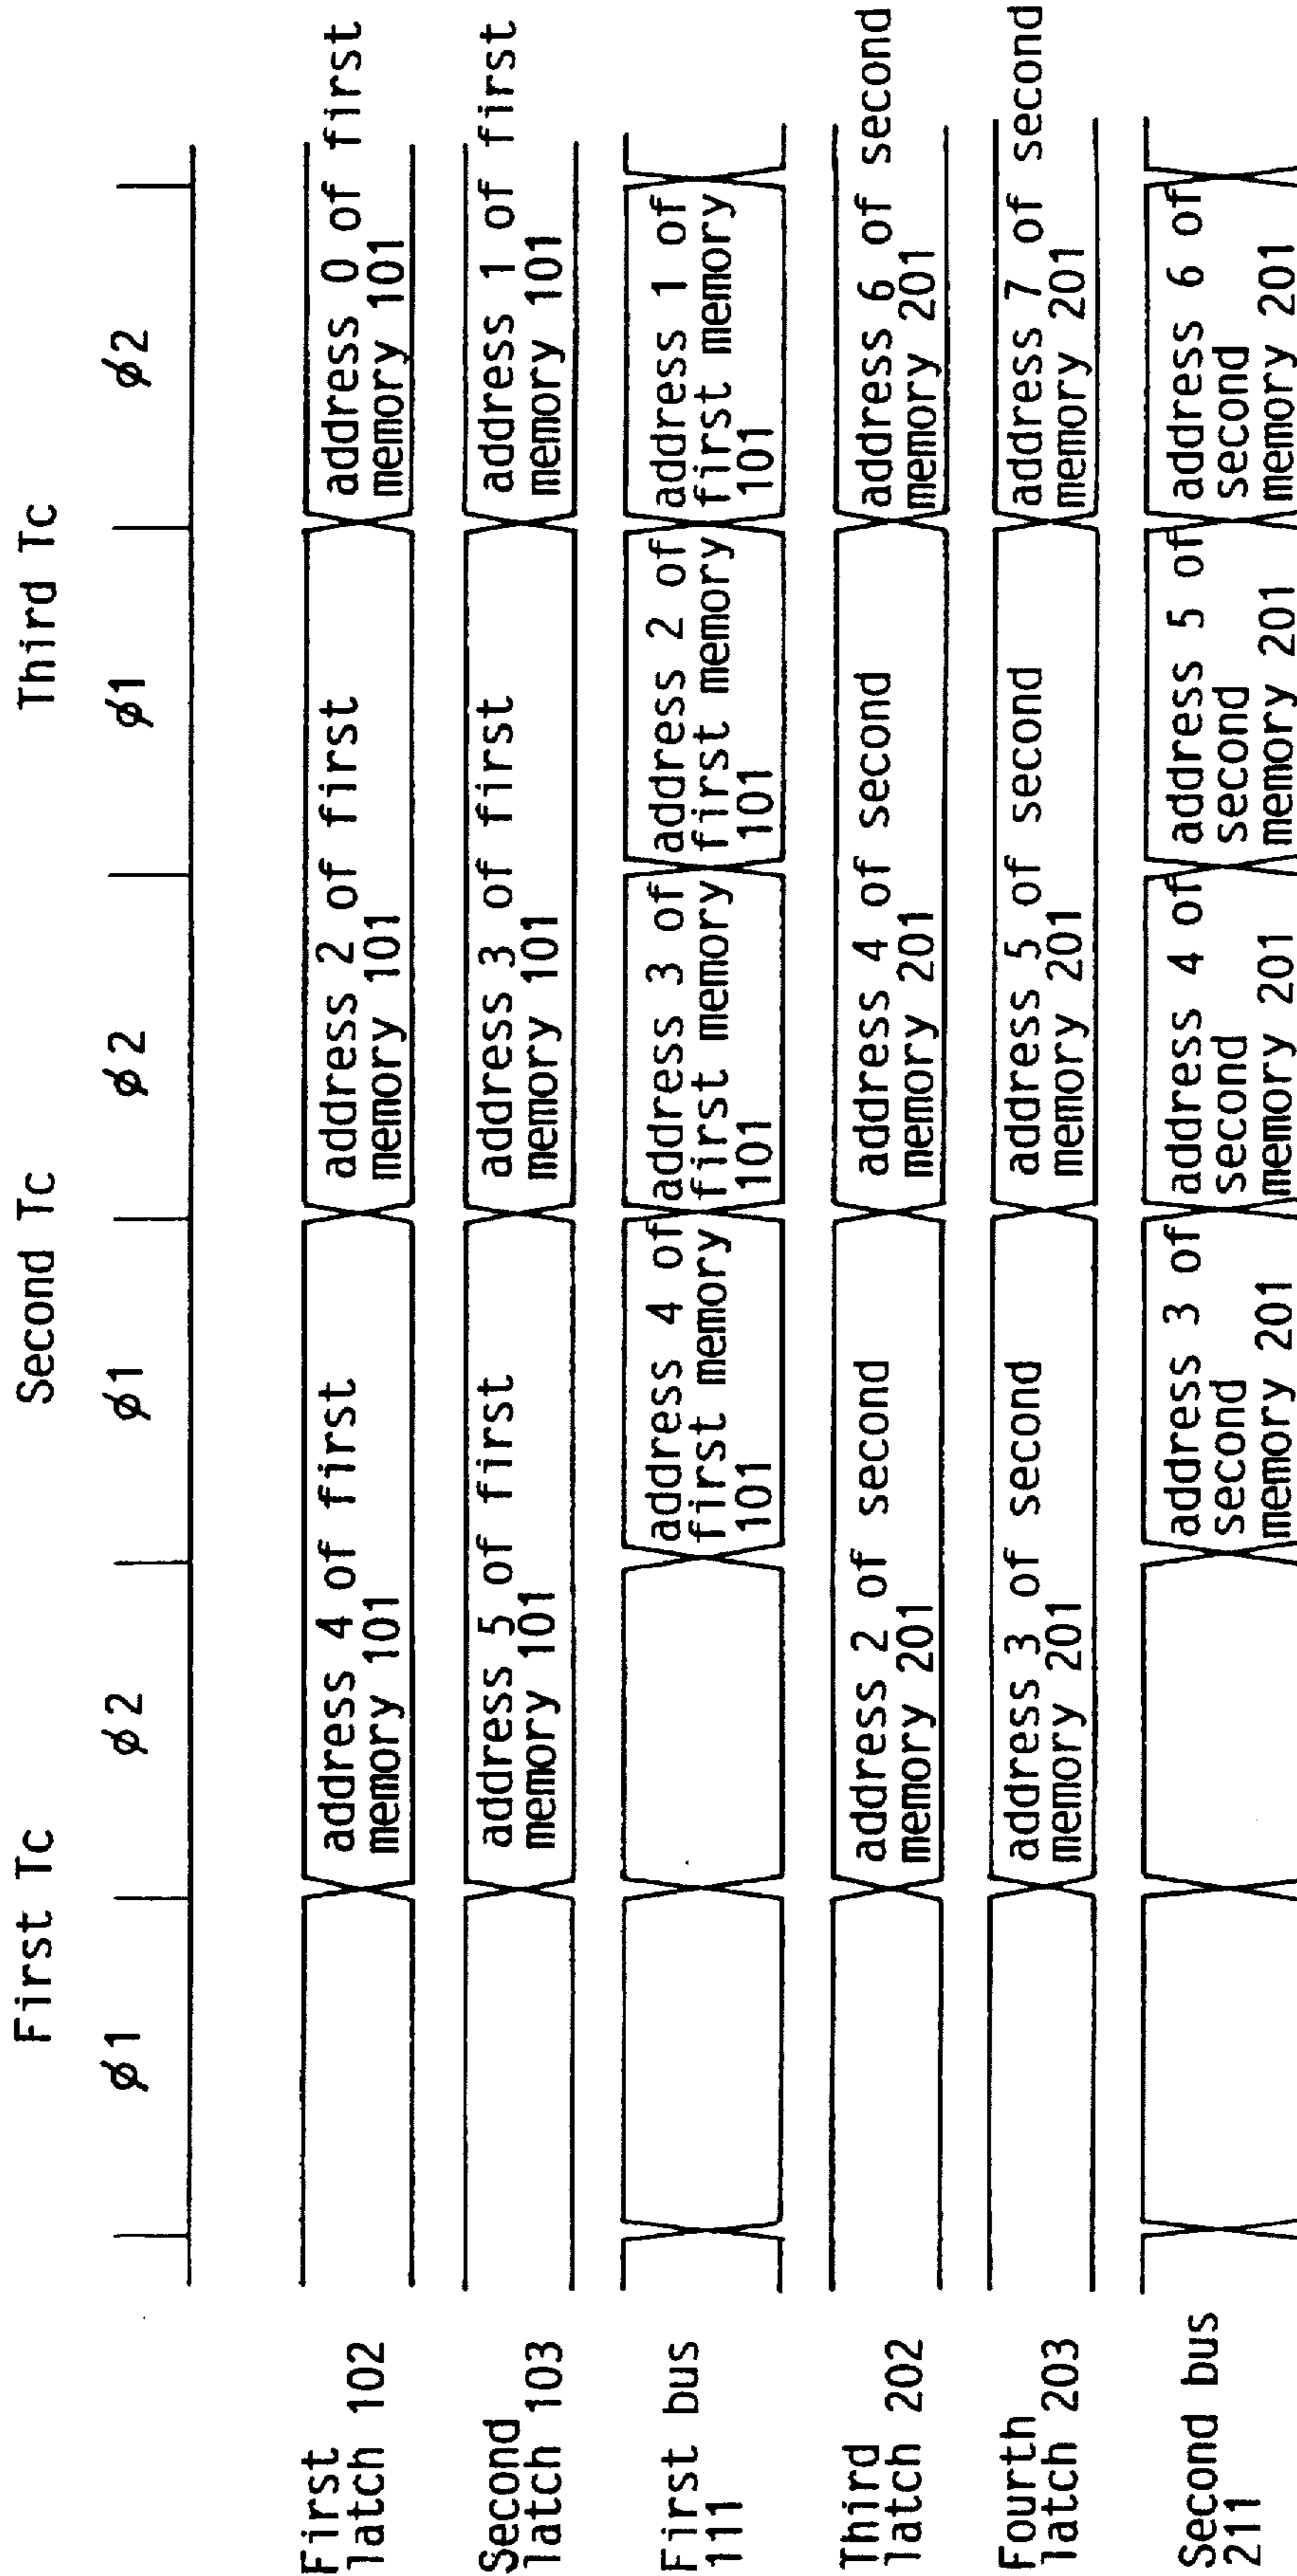 First Tc
Second Tc
Third Tc
ø1
ø2
ø1
ø2
ø1
ø2
First
latch 102
address 4 of first
memory 101
address 2 of first
memory 101
address 0 of first
memory 101
Second
latch 103
address 5 of first
memory 101
address 3 of first
memory 101
address 1 of first
memory 101
First bus
111
address 4 of
first memory
101
address 3 of
first memory
101
address 2 of
first memory
101
address 1 of
first memory
101
Third
latch 202
address 2 of second
memory 201
address 4 of second
memory 201
address 6 of second
memory 201
Fourth
latch 203
address 3 of second
memory 201
address 5 of second
memory 201
address 7 of second
memory 201
Second bus
211
address 3 of
second
memory 201
address 4 of
second
memory 201
address 5 of
second
memory 201
address 6 of
second
memory 201